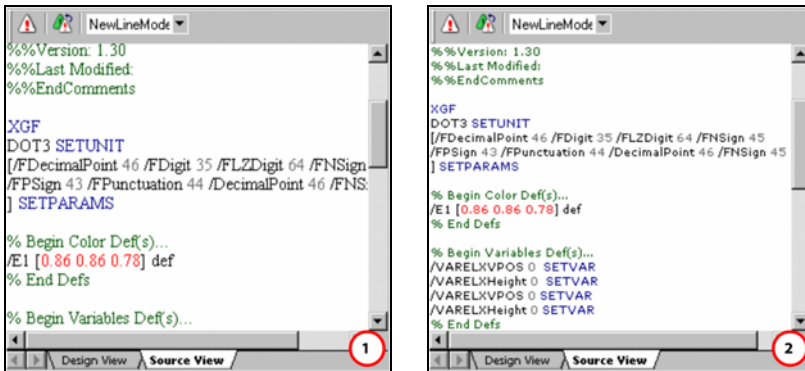 NewLineMode
%%Version: 1.30
%%Last Modified:
%%EndComments
XGF
DOT3 SETUNIT
[/FDecimalPoint 46 /FDigit 35 /FLZDigit 64 /FNSign
/FPSign 43 /FPunctuation 44 /DecimalPoint 46 /FNS
] SETPARAMS
% Begin Color Def(s)...
/E1 [0.86 0.86 0.78] def
% End Defs
% Begin Variables Def(s)...
Design View Source View
1
NewLineMode
%%Version: 1.30
%%Last Modified:
%%EndComments
XGF
DOT3 SETUNIT
[/FDecimalPoint 46 /FDigit 35 /FLZDigit 64 /FNSign 45
/FPSign 43 /FPunctuation 44 /DecimalPoint 46 /FNSign 45
] SETPARAMS
% Begin Color Def(s)...
/E1 [0.86 0.86 0.78] def
% End Defs
% Begin Variables Def(s)...
/VARELXVPOS 0 SETVAR
/VARELXHeight 0 SETVAR
/VARELXVPOS 0 SETVAR
/VARELXHeight 0 SETVAR
% End Defs
Design View Source View
2